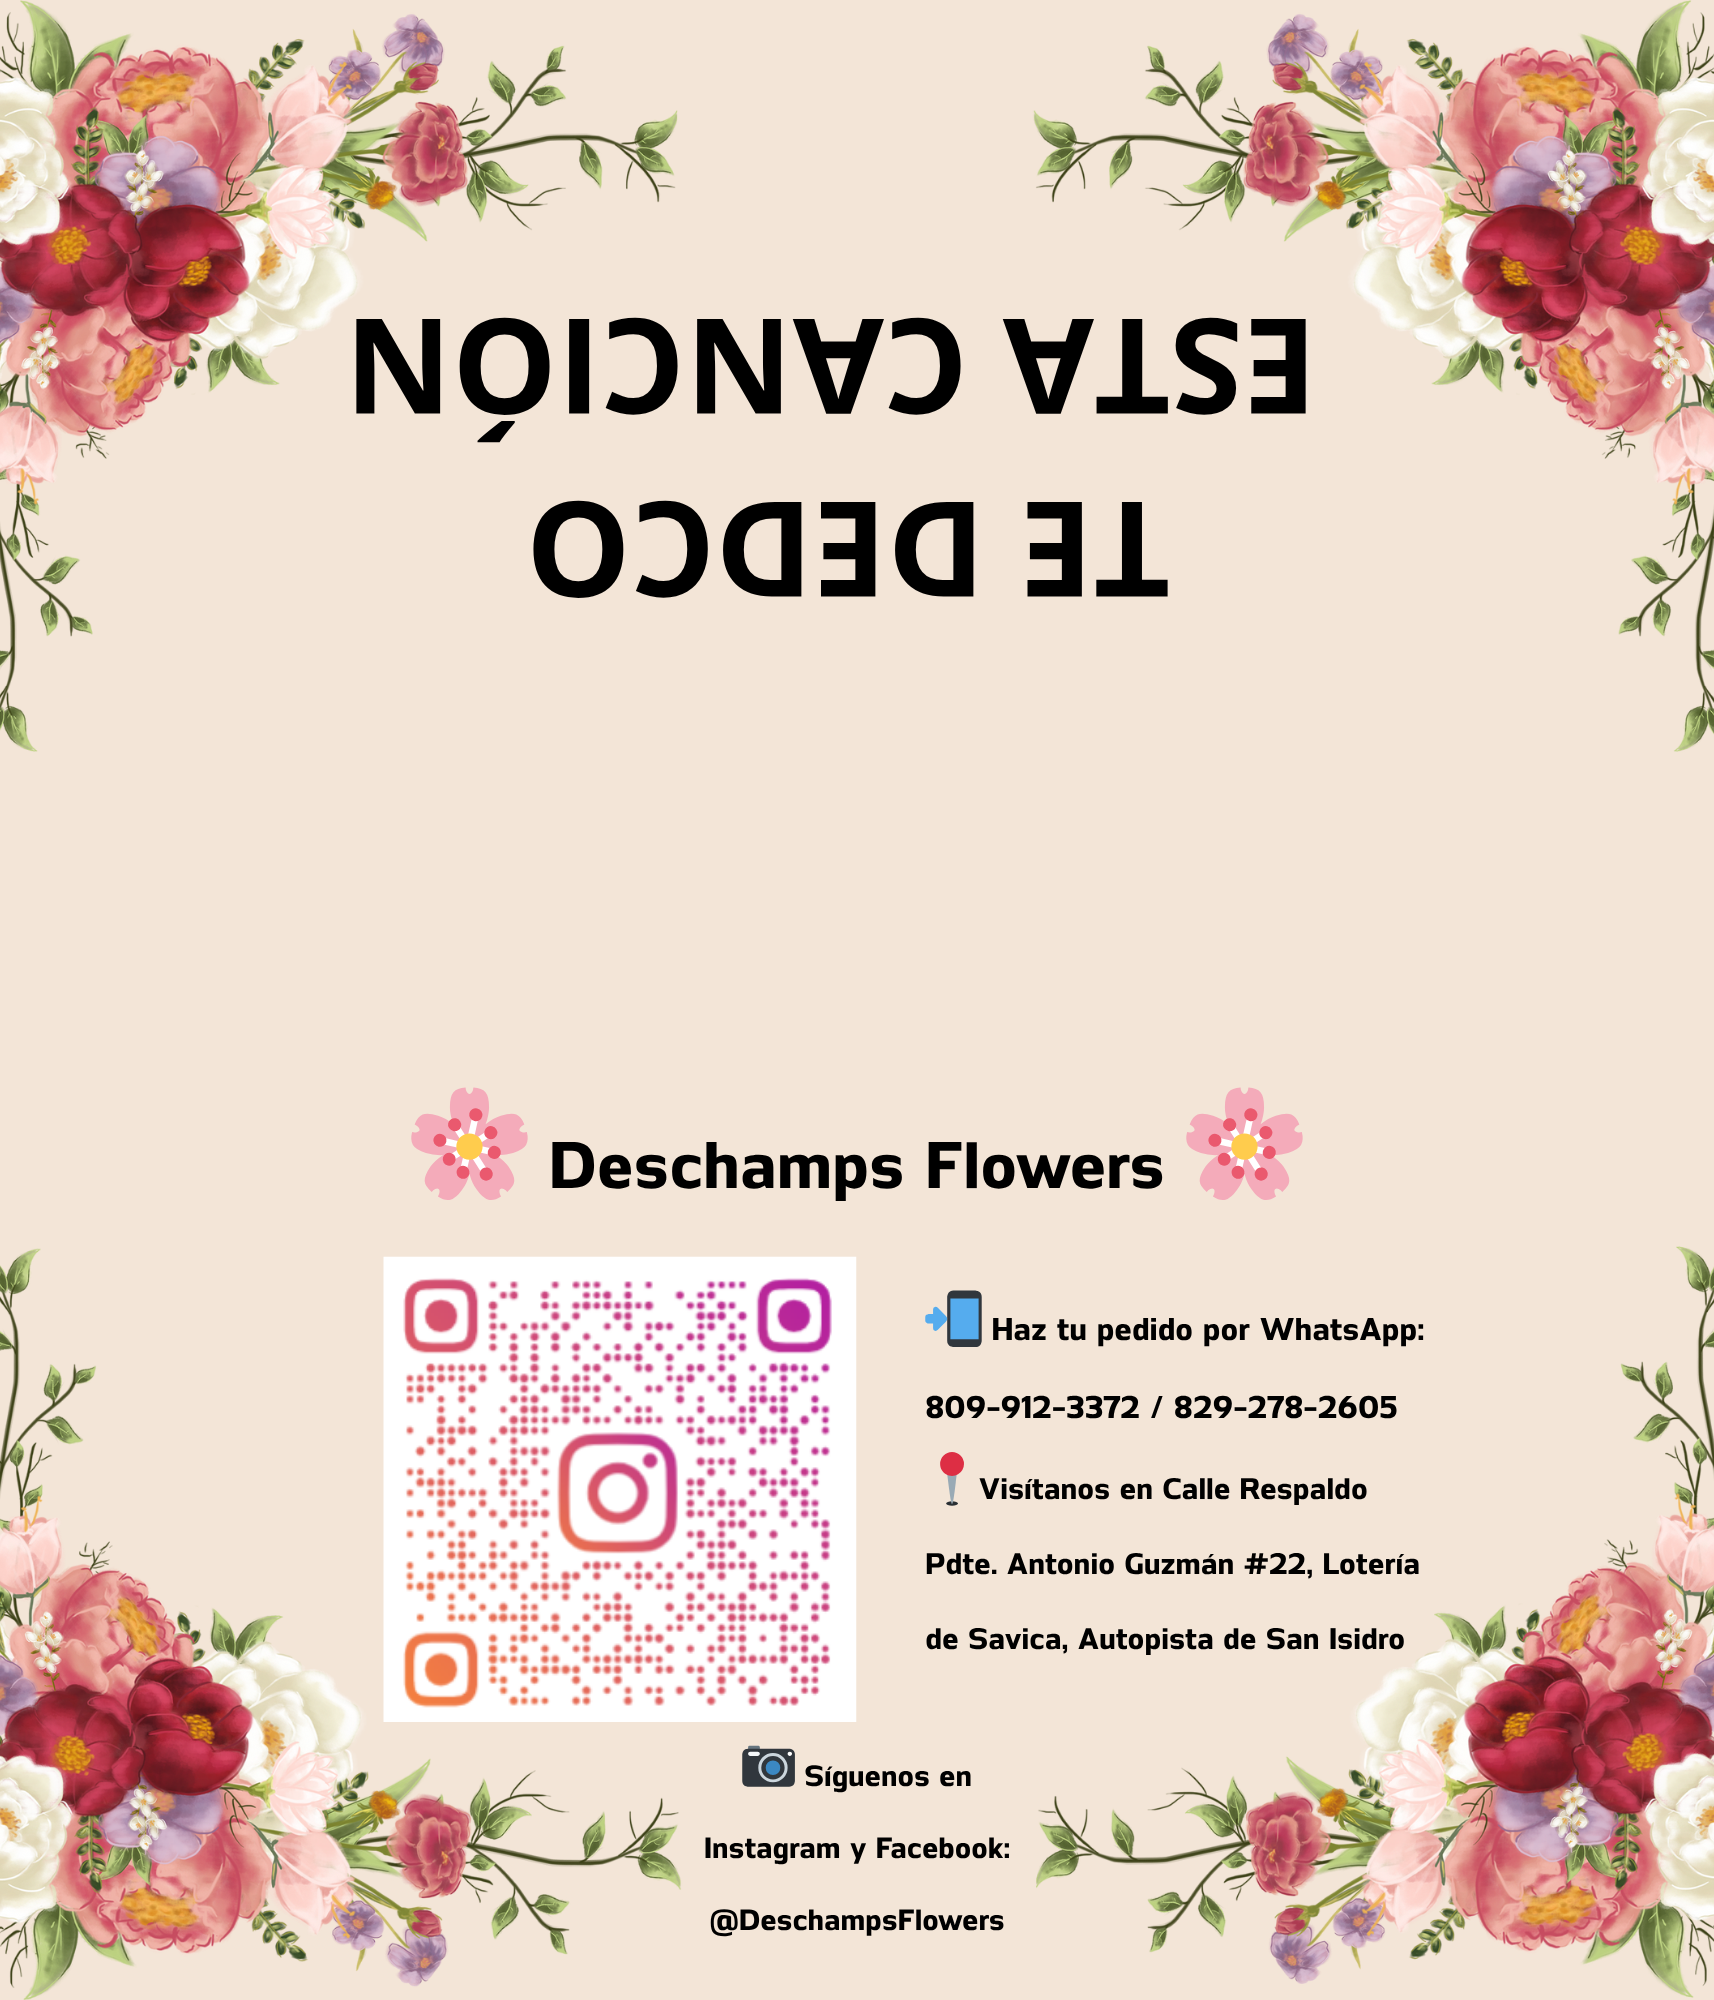 TE DEDCO
ESTA CANCIÓN
Deschamps Flowers
Haz tu pedido por WhatsApp:
809-912-3372 / 829-278-2605
Visítanos en Calle Respaldo
Pdte. Antonio Guzmán #22, Lotería
de Savica, Autopista de San Isidro
Síguenos en
Instagram y Facebook:
@DeschampsFlowers